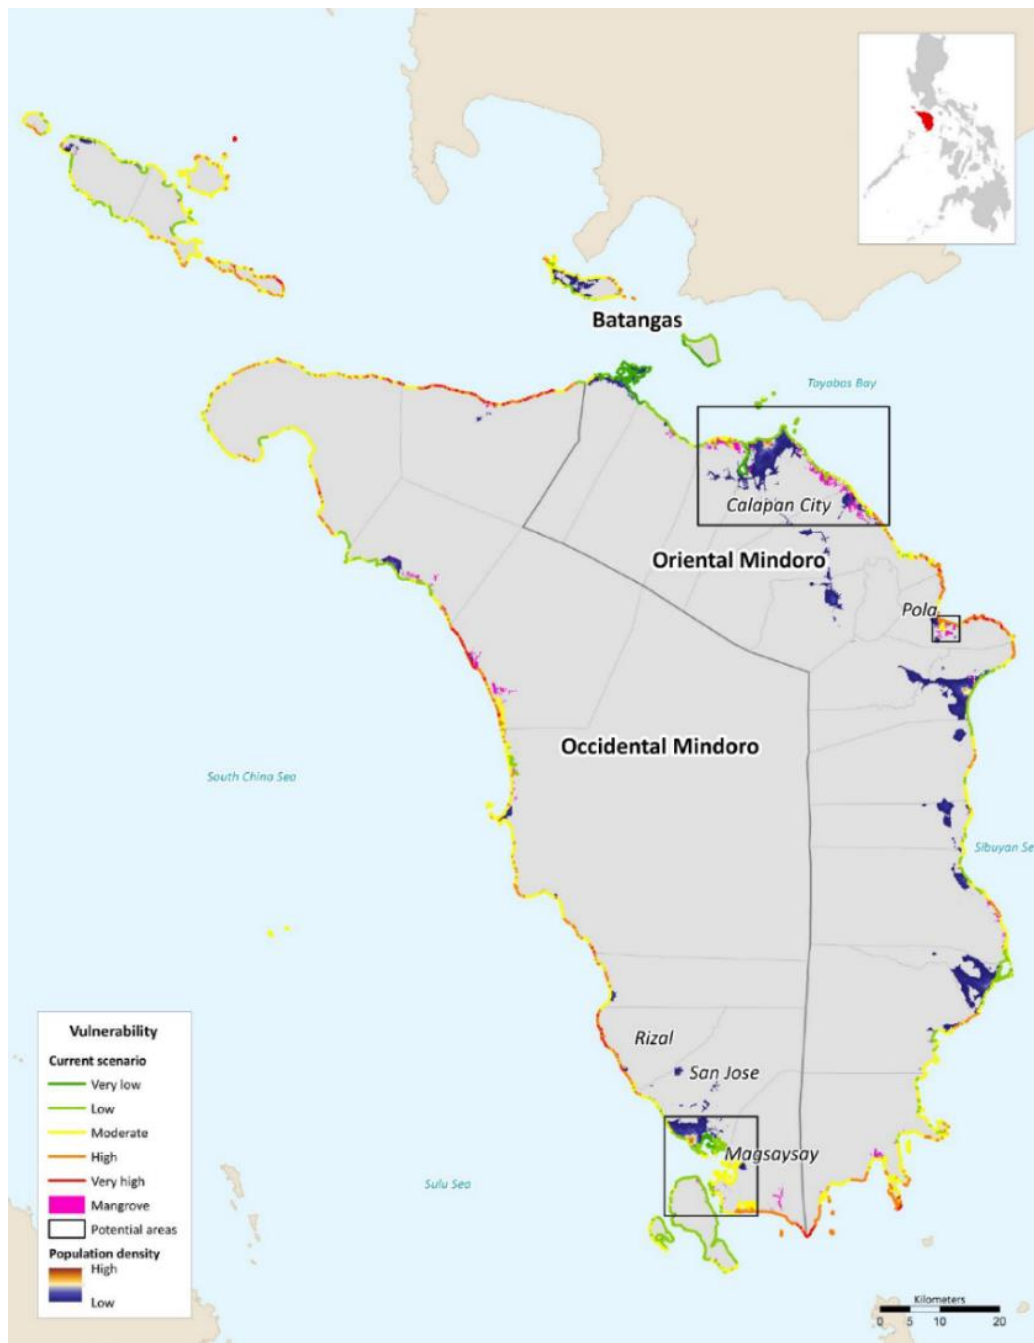 Batangas
Tayabas Bay
Calapan City
Oriental Mindoro
Pola
Occidental Mindoro
South China Sea
Sibuyan Se
Rizal
San Jose
Magsaysay
Sulu Sea
Vulnerability
Current scenario
Very low
Low
Moderate
High
Very high
Mangrove
Potential areas
Population density
High
Low
Kilometers
0 5 10 20